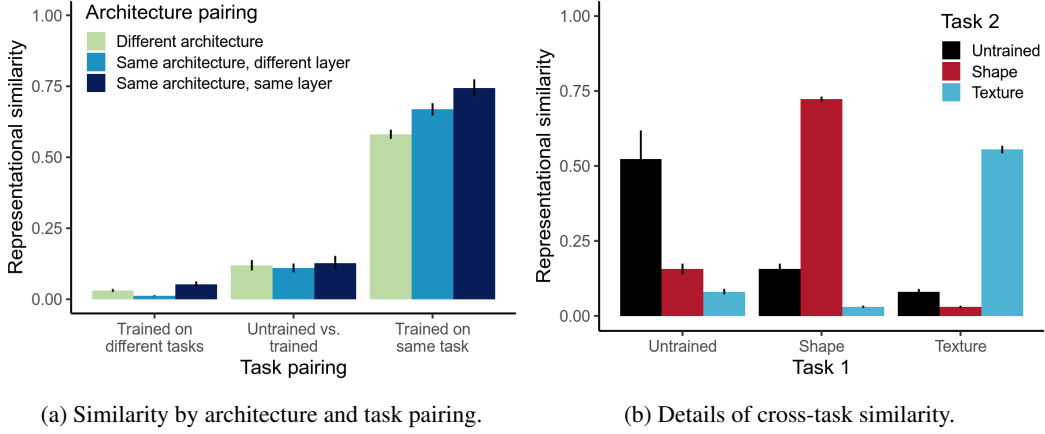 Architecture pairing
Different architecture
Same architecture, different layer
Same architecture, same layer
Representational similarity
1.00
0.75
0.50
0.25
0.00
Trained on
different tasks
Untrained vs.
trained
Trained on
same task
Task pairing
(a) Similarity by architecture and task pairing.
Task 2
Untrained
Shape
Texture
Representational similarity
1.00
0.75
0.50
0.25
0.00
Untrained
Shape
Texture
Task 1
(b) Details of cross-task similarity.